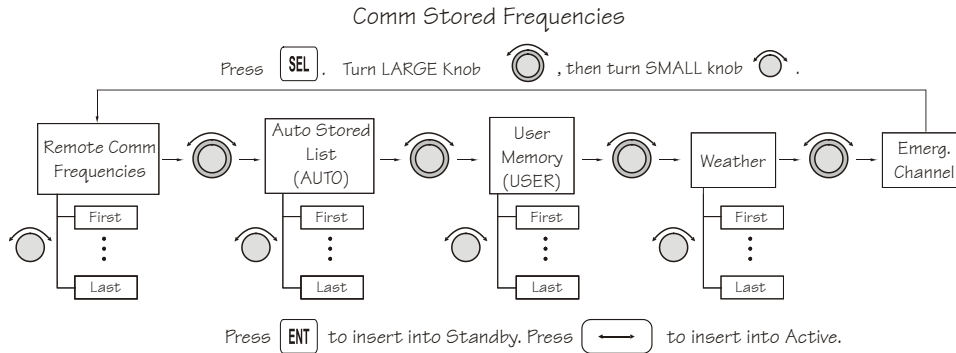 Comm Stored Frequencies
Press SEL . Turn LARGE Knob , then turn SMALL knob .
Remote Comm
Frequencies
Auto Stored
List
(AUTO)
User
Memory
(USER)
Weather
Emerg.
Channel
First
Last
First
Last
First
Last
First
Last
Press ENT to insert into Standby. Press ↔ to insert into Active.